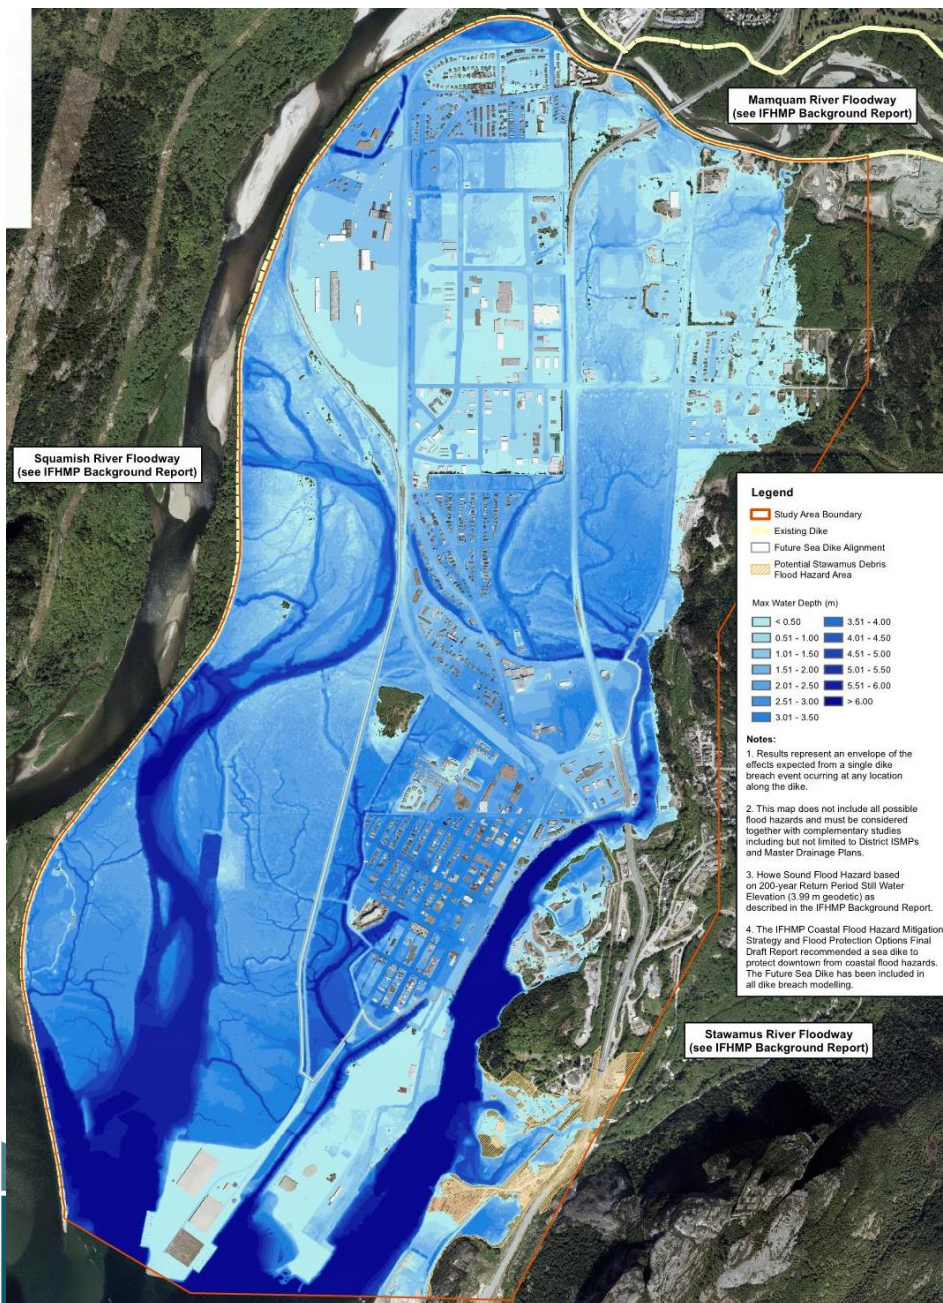 Mamquam River Floodway
(see IFHMP Background Report)
Squamish River Floodway
(see IFHMP Background Report)
Legend
Study Area Boundary
Existing Dike
Future Sea Dike Alignment
Potential Stawamus Debris
Flood Hazard Area
Max Water Depth (m)
< 0.50
0.51 - 1.00
1.01 - 1.50
1.51 - 2.00
2.01 - 2.50
2.51 - 3.00
3.01 - 3.50
3.51 - 4.00
4.01 - 4.50
4.51 - 5.00
5.01 - 5.50
5.51 - 6.00
> 6.00
Notes:
1. Results represent an envelope of the
effects expected from a single dike
breach event ocurring at any location
along the dike.
2. This map does not include all possible
flood hazards and must be considered
together with complementary studies
including but not limited to District ISMPs
and Master Drainage Plans.
3. Howe Sound Flood Hazard based
on 200-year Return Period Still Water
Elevation (3.99 m geodetic) as
described in the IFHMP Background Report.
4. The IFHMP Coastal Flood Hazard Mitigation
Strategy and Flood Protection Options Final
Draft Report recommended a sea dike to
protect downtown from coastal flood hazards.
The Future Sea Dike has been included in
all dike breach modelling.
Stawamus River Floodway
(see IFHMP Background Report)